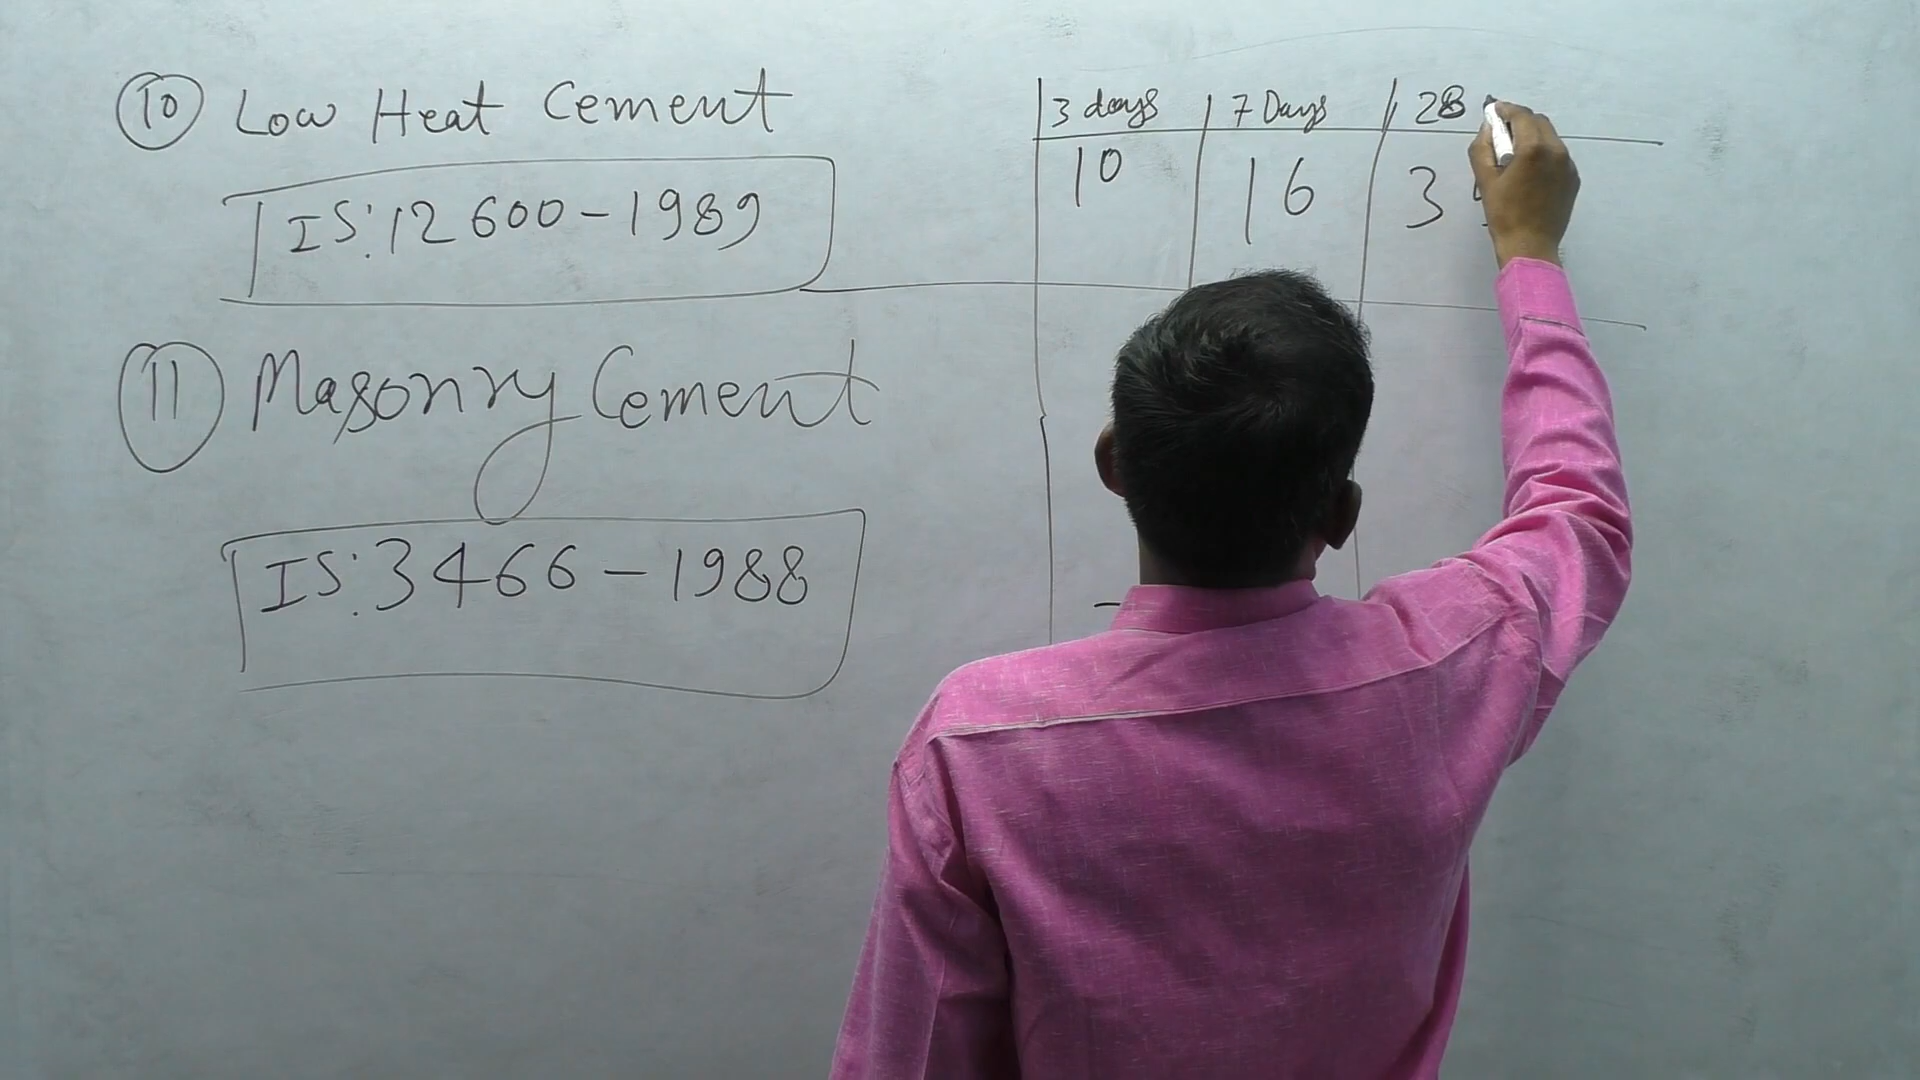 10 Low Heat Cement
3 days 7 Days 28
IS:12600-1989
10 16 3
11 Masonry Cement
IS:3466-1988
-